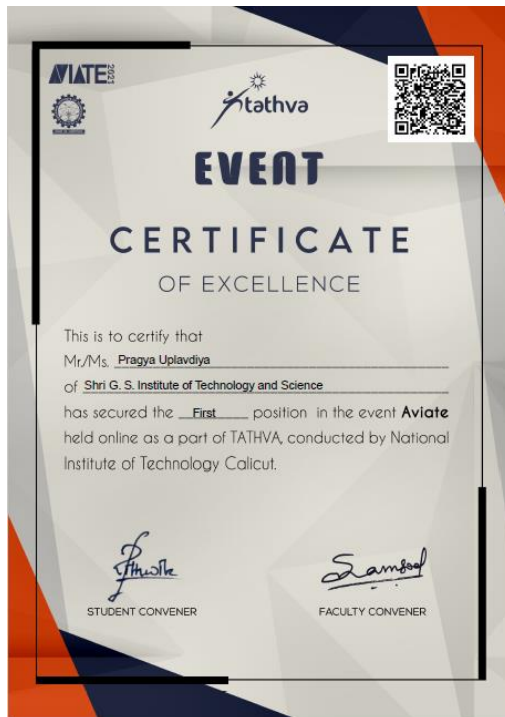 AVIATE 2021
tathva
EVENT
CERTIFICATE
OF EXCELLENCE
This is to certify that
Mr./Ms. Pragya Uplavdiya
of Shri G. S. Institute of Technology and Science
has secured the First position in the event Aviate
held online as a part of TATHVA, conducted by National
Institute of Technology Calicut.
STUDENT CONVENER
FACULTY CONVENER